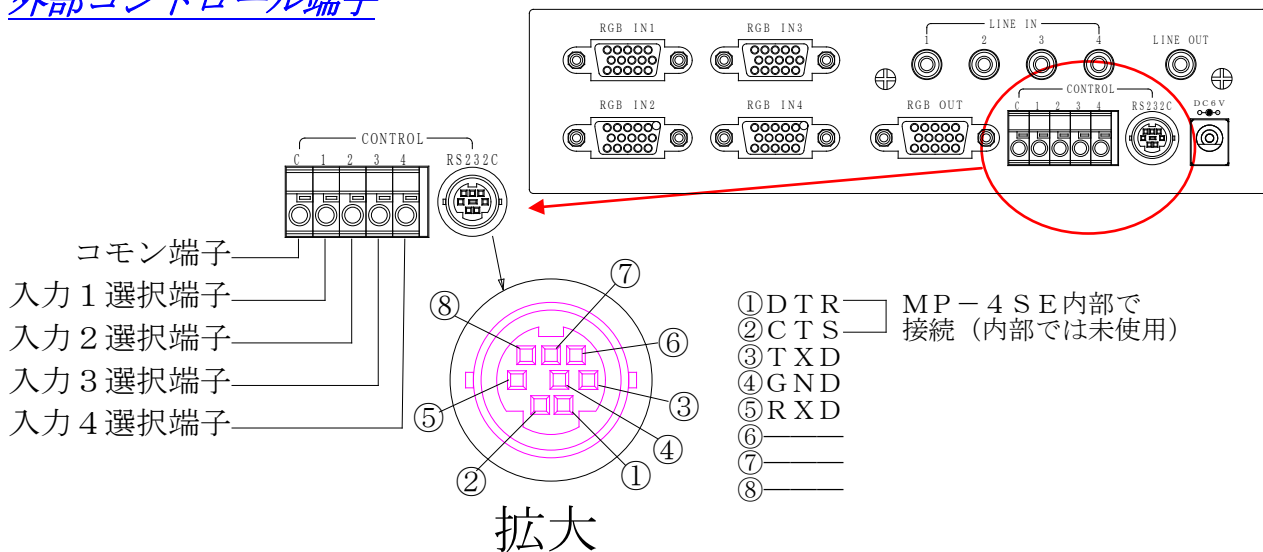 外部コントロール端子
RGB IN1
RGB IN3
LINE IN
1 2 3 4
LINE OUT
RGB IN2
RGB IN4
RGB OUT
CONTROL
C 1 2 3 4
RS232C
DC6V
CONTROL
C 1 2 3 4
RS232C
コモン端子
入力1選択端子
入力2選択端子
入力3選択端子
入力4選択端子
⑦
⑧
⑥
⑤
③
④
②
①
拡大
①DTR
②CTS
MP-4SE内部で
接続(内部では未使用)
③TXD
④GND
⑤RXD
⑥———
⑦———
⑧———